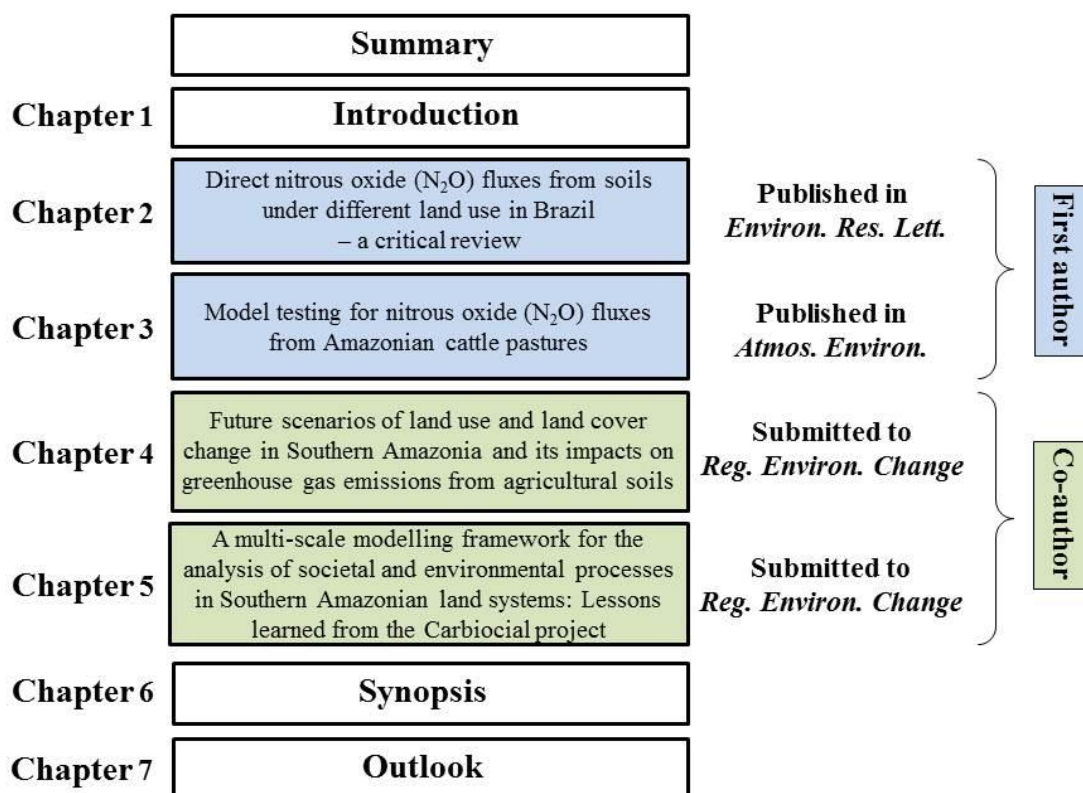 Summary
Chapter 1
Introduction
Chapter 2
Direct nitrous oxide (N₂O) fluxes from soils
under different land use in Brazil
– a critical review
Published in
Environ. Res. Lett.
Chapter 3
Model testing for nitrous oxide (N₂O) fluxes
from Amazonian cattle pastures
Published in
Atmos. Environ.
First author
Chapter 4
Future scenarios of land use and land cover
change in Southern Amazonia and its impacts on
greenhouse gas emissions from agricultural soils
Submitted to
Reg. Environ. Change
Chapter 5
A multi-scale modelling framework for the
analysis of societal and environmental processes
in Southern Amazonian land systems: Lessons
learned from the Carbiocial project
Submitted to
Reg. Environ. Change
Co-author
Chapter 6
Synopsis
Chapter 7
Outlook